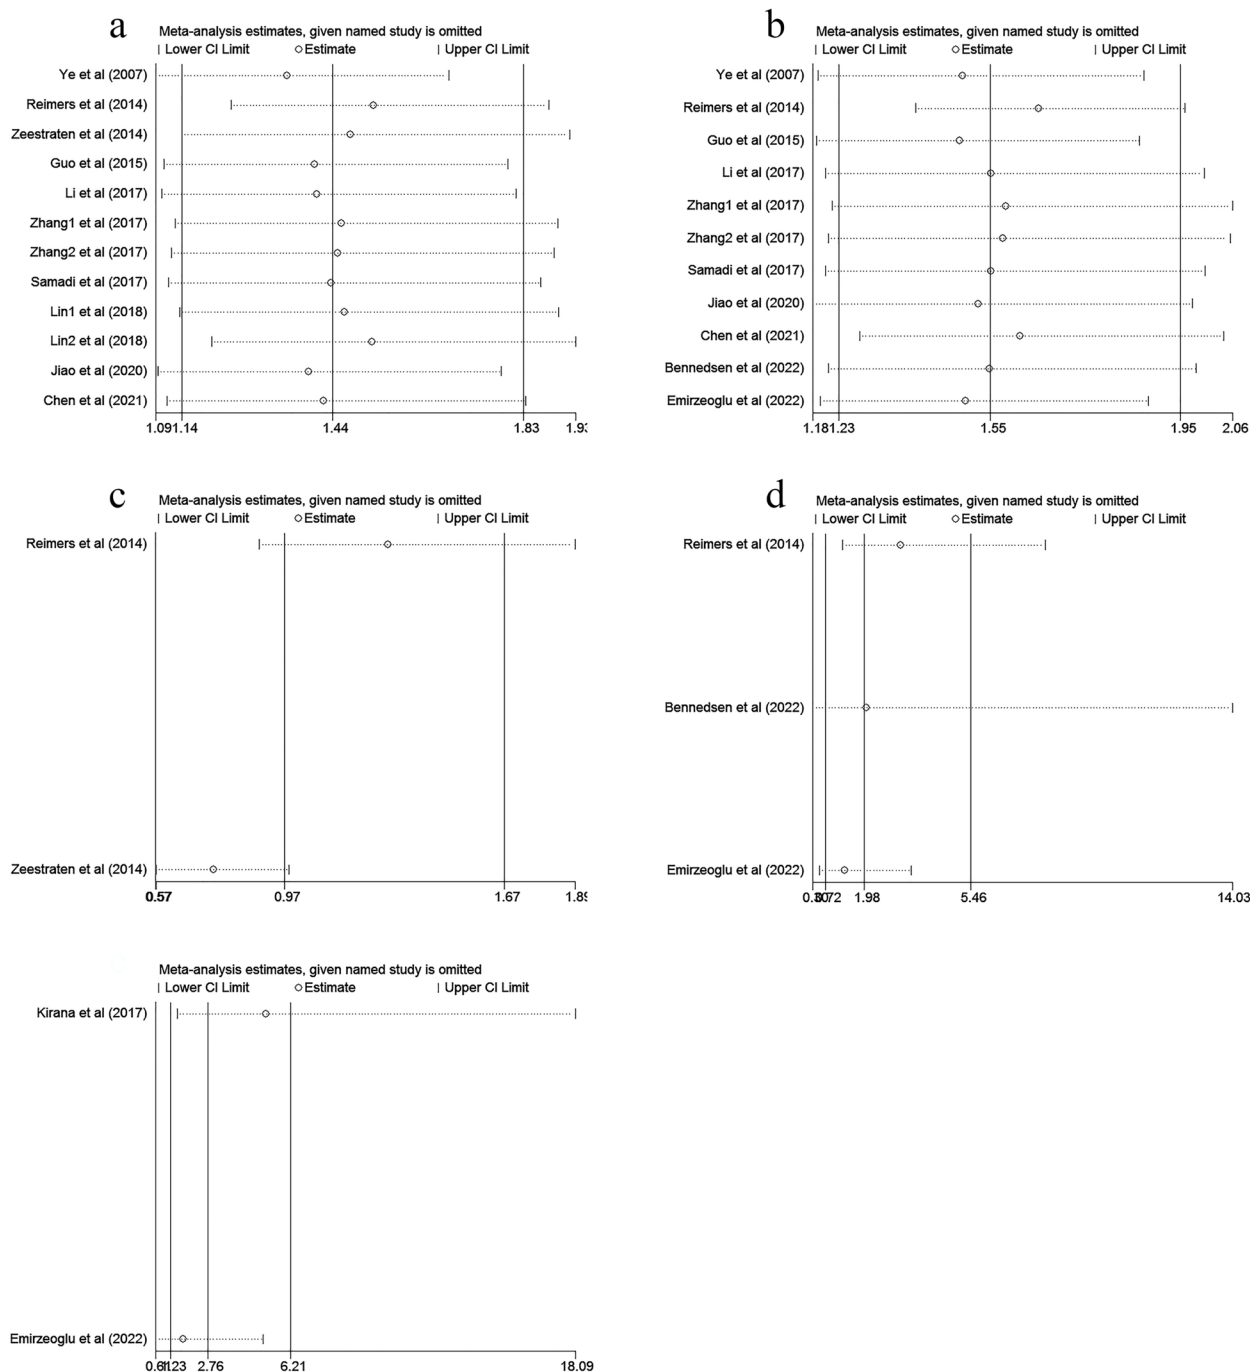 a
Meta-analysis estimates, given named study is omitted
| Lower CI Limit ○ Estimate | Upper CI Limit
Ye et al (2007)
Reimers et al (2014)
Zeestraten et al (2014)
Guo et al (2015)
Li et al (2017)
Zhang1 et al (2017)
Zhang2 et al (2017)
Samadi et al (2017)
Lin1 et al (2018)
Lin2 et al (2018)
Jiao et al (2020)
Chen et al (2021)
1.09 1.14 1.44 1.83
b
Meta-analysis estimates, given named study is omitted
| Lower CI Limit ○ Estimate | Upper CI Limit
Ye et al (2007)
Reimers et al (2014)
Guo et al (2015)
Li et al (2017)
Zhang1 et al (2017)
Zhang2 et al (2017)
Samadi et al (2017)
Jiao et al (2020)
Chen et al (2021)
Bennedsen et al (2022)
Emirzeoglu et al (2022)
1.18 1.23 1.55 1.95 2.06
c
Meta-analysis estimates, given named study is omitted
| Lower CI Limit ○ Estimate | Upper CI Limit
Reimers et al (2014)
Zeestraten et al (2014)
0.57 0.97 1.67
d
Meta-analysis estimates, given named study is omitted
| Lower CI Limit ○ Estimate | Upper CI Limit
Reimers et al (2014)
Bennedsen et al (2022)
Emirzeoglu et al (2022)
1.98 5.46 14.03
Meta-analysis estimates, given named study is omitted
| Lower CI Limit ○ Estimate | Upper CI Limit
Kirana et al (2017)
Emirzeoglu et al (2022)
2.76 6.21 18.09